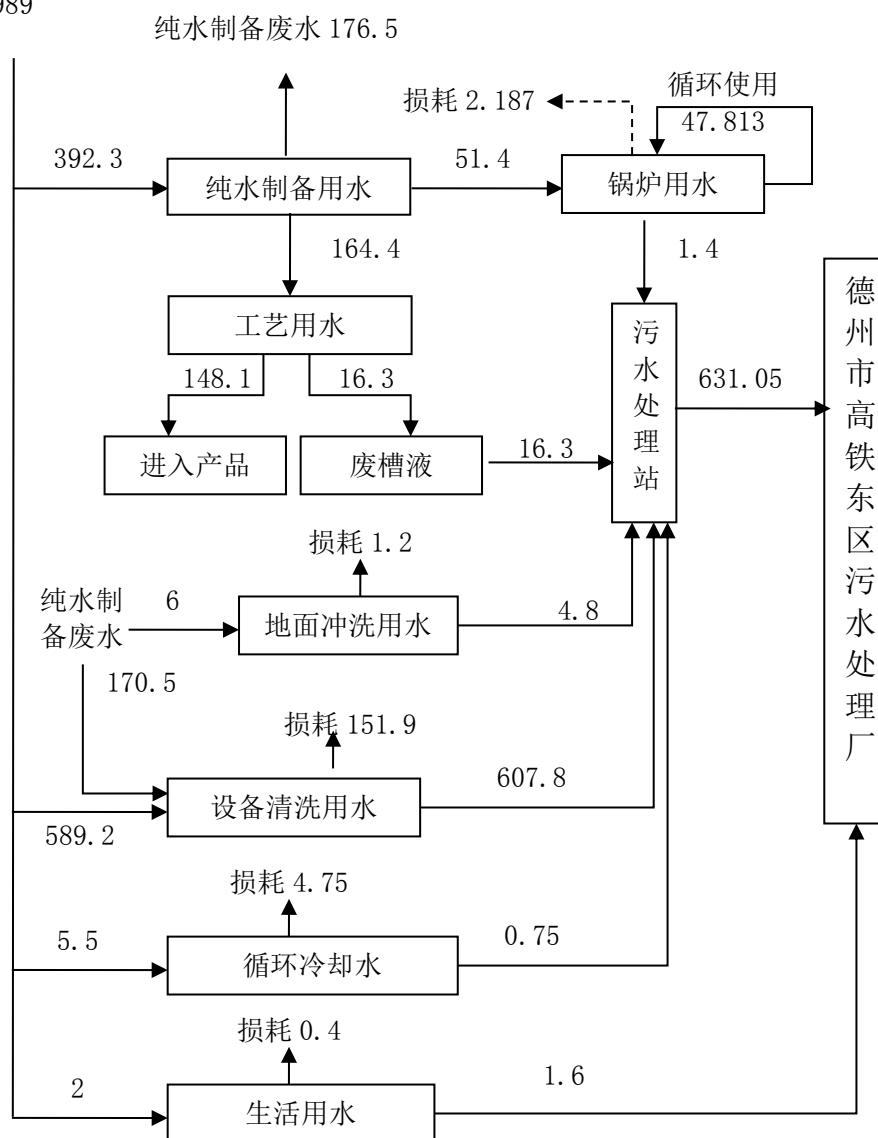 989
纯水制备废水 176.5
损耗 2.187
循环使用
47.813
392.3
纯水制备用水
51.4
锅炉用水
164.4
1.4
工艺用水
148.1
16.3
进入产品
废槽液
16.3
污水处理站
631.05
德州市高铁东区污水处理厂
损耗 1.2
纯水制
备废水
6
地面冲洗用水
4.8
170.5
损耗 151.9
设备清洗用水
607.8
589.2
损耗 4.75
5.5
循环冷却水
0.75
损耗 0.4
2
生活用水
1.6